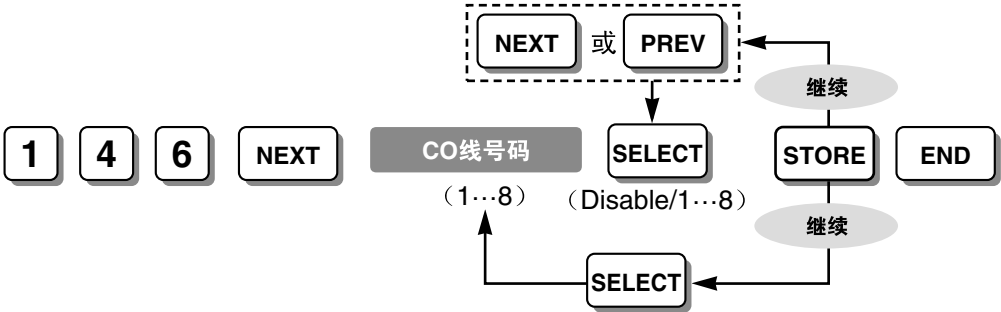 NEXT 或 PREV
继续
1 4 6 NEXT CO线号码 SELECT STORE END
（1…8） （Disable/1…8）
继续
SELECT